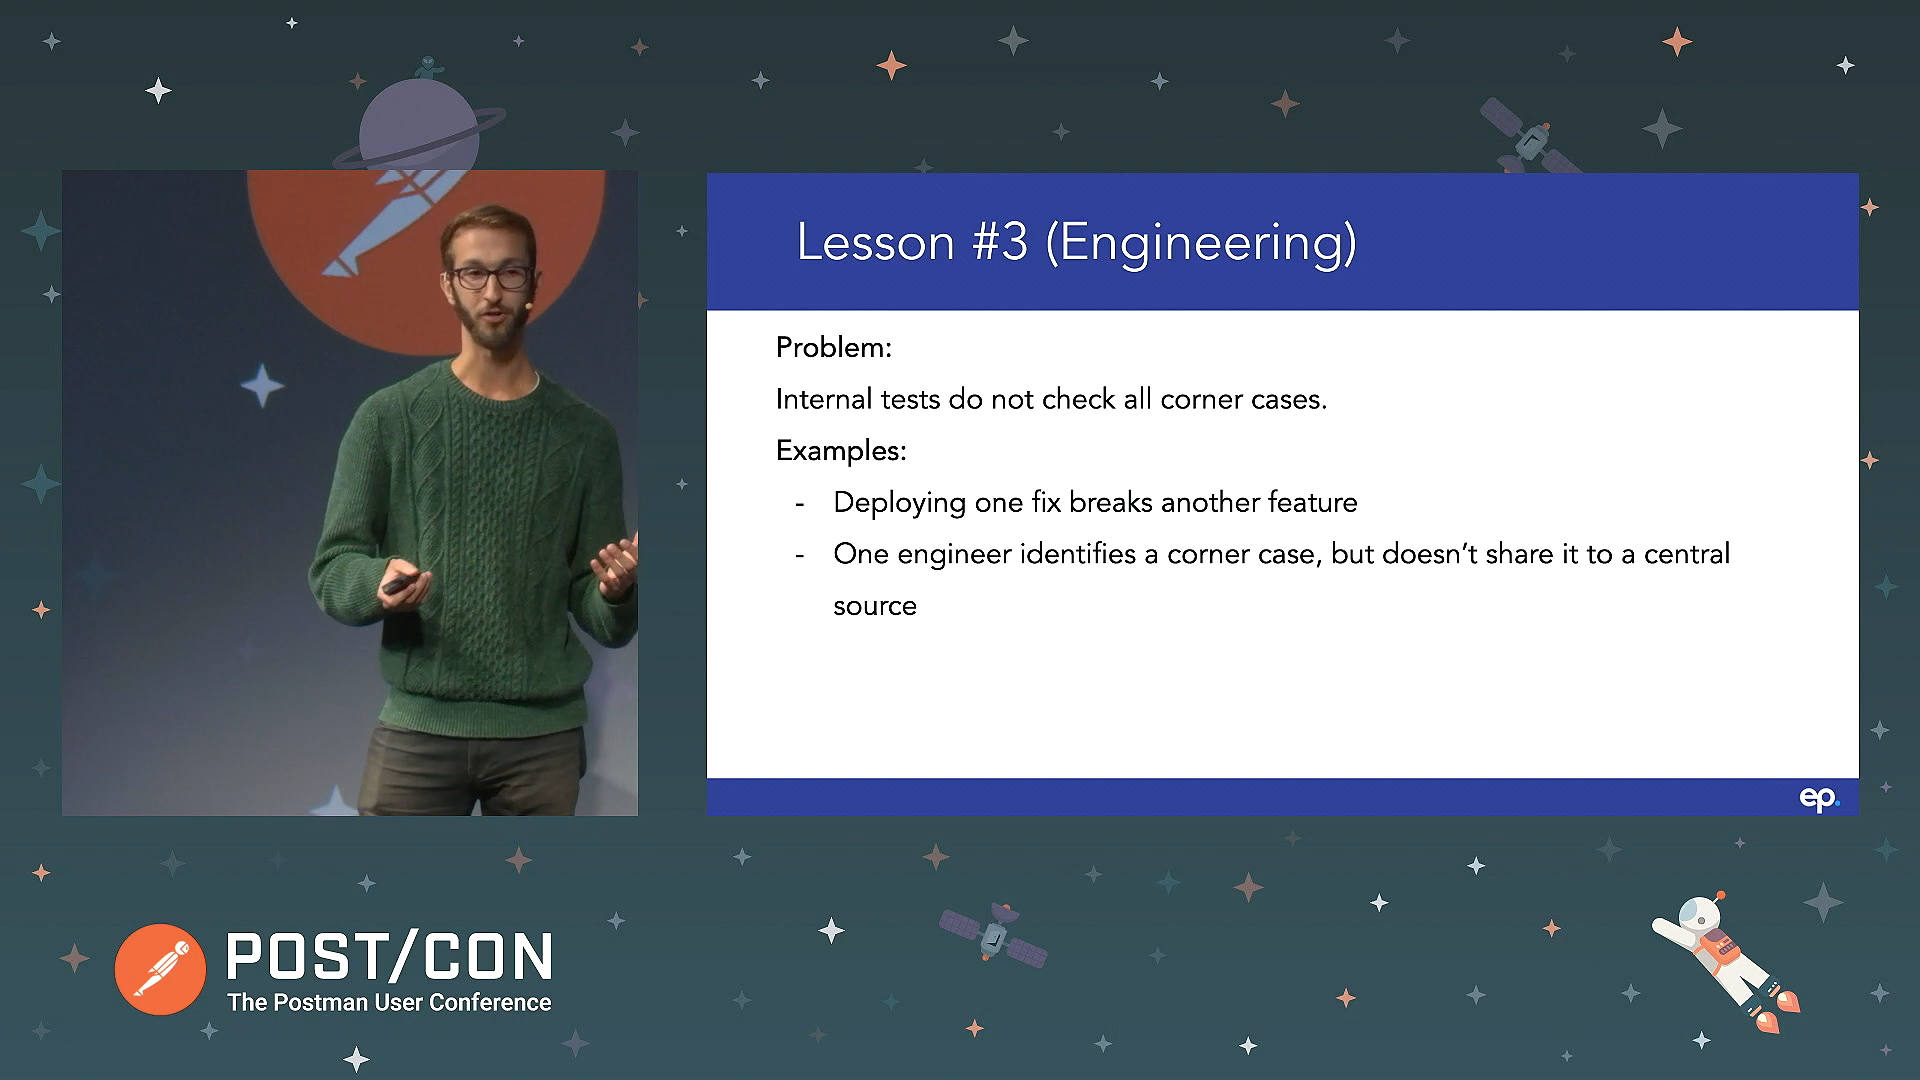 Lesson #3 (Engineering)
Problem:
Internal tests do not check all corner cases.
Examples:
- Deploying one fix breaks another feature
- One engineer identifies a corner case, but doesn’t share it to a central
source
ep.
POST/CON
The Postman User Conference